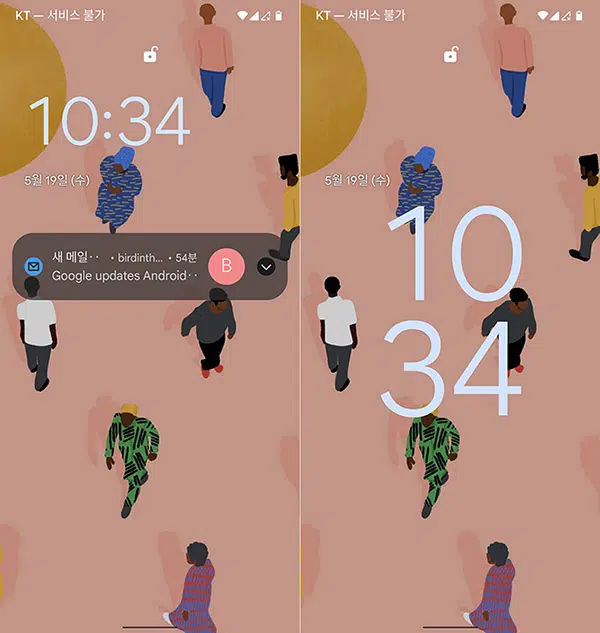 KT — 서비스 불가
10:34
5월 19일 (수)
새 메일·· • birdinth... • 54분
B
Google updates Android··
KT — 서비스 불가
5월 19일 (수)
10
34